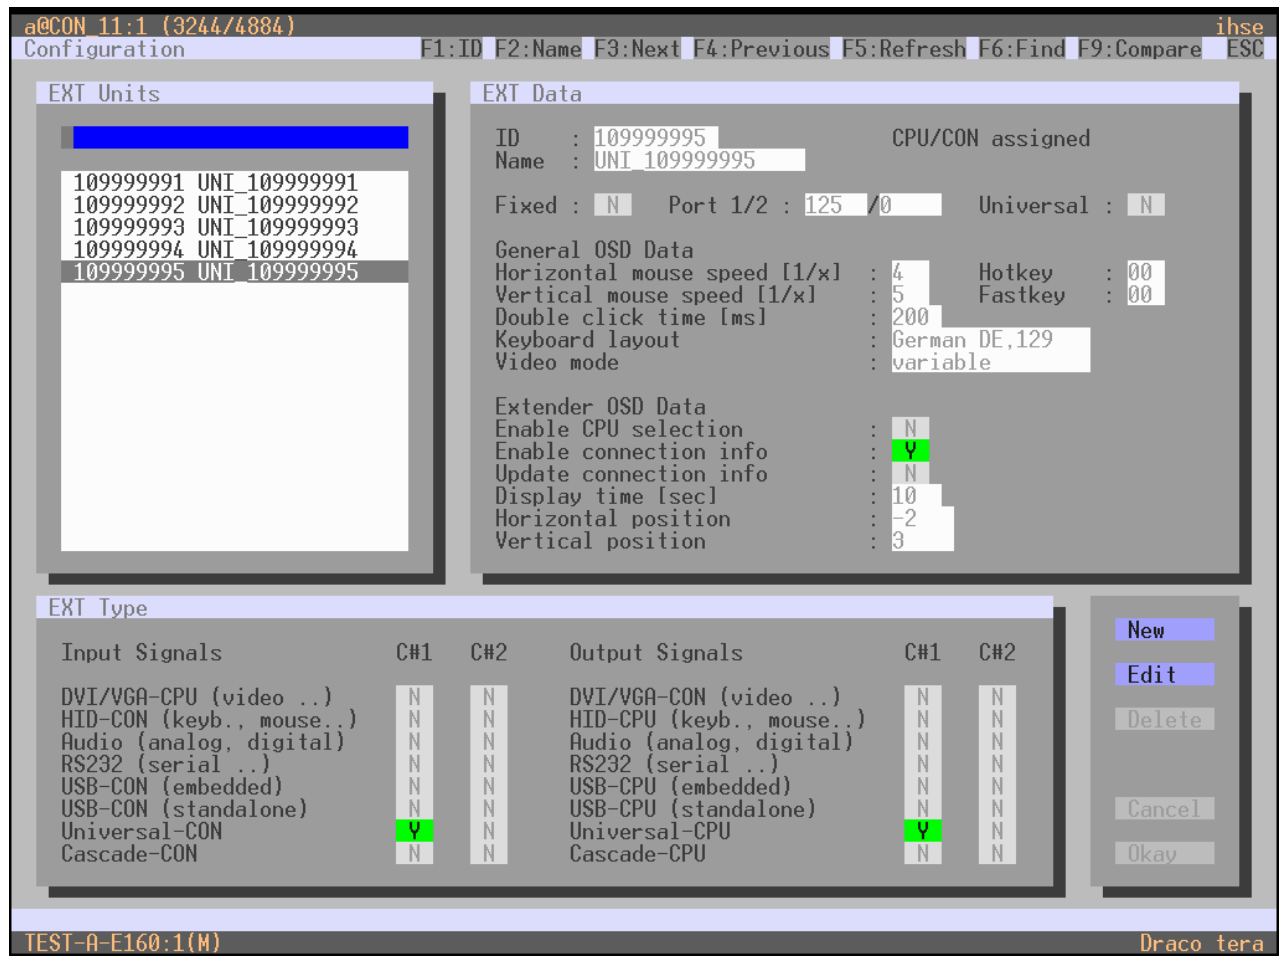 a@CON_11:1 (3244/4884) ihse
Configuration F1:ID F2:Name F3:Next F4:Previous F5:Refresh F6:Find F9:Compare ESC
EXT Units
109999991 UNI_109999991
109999992 UNI_109999992
109999993 UNI_109999993
109999994 UNI_109999994
109999995 UNI_109999995
EXT Data
ID : 109999995 CPU/CON assigned
Name : UNI_109999995
Fixed : N Port 1/2 : 125 /0 Universal : N
General OSD Data
Horizontal mouse speed [1/x] : 4 Hotkey : 00
Vertical mouse speed [1/x] : 5 Fastkey : 00
Double click time [ms] : 200
Keyboard layout : German DE,129
Video mode : variable
Extender OSD Data
Enable CPU selection : N
Enable connection info : Y
Update connection info : N
Display time [sec] : 10
Horizontal position : -2
Vertical position : 3
EXT Type
Input Signals C#1 C#2 Output Signals C#1 C#2
DVI/VGA-CPU (video ..) N N DVI/VGA-CON (video ..) N N
HID-CON (keyb., mouse..) N N HID-CPU (keyb., mouse..) N N
Audio (analog, digital) N N Audio (analog, digital) N N
RS232 (serial ..) N N RS232 (serial ..) N N
USB-CON (embedded) N N USB-CPU (embedded) N N
USB-CON (standalone) N N USB-CPU (standalone) N N
Universal-CON Y N Universal-CPU Y N
Cascade-CON N N Cascade-CPU N N
New
Edit
Delete
Cancel
Okay
TEST-A-E160:1(M) Draco tera